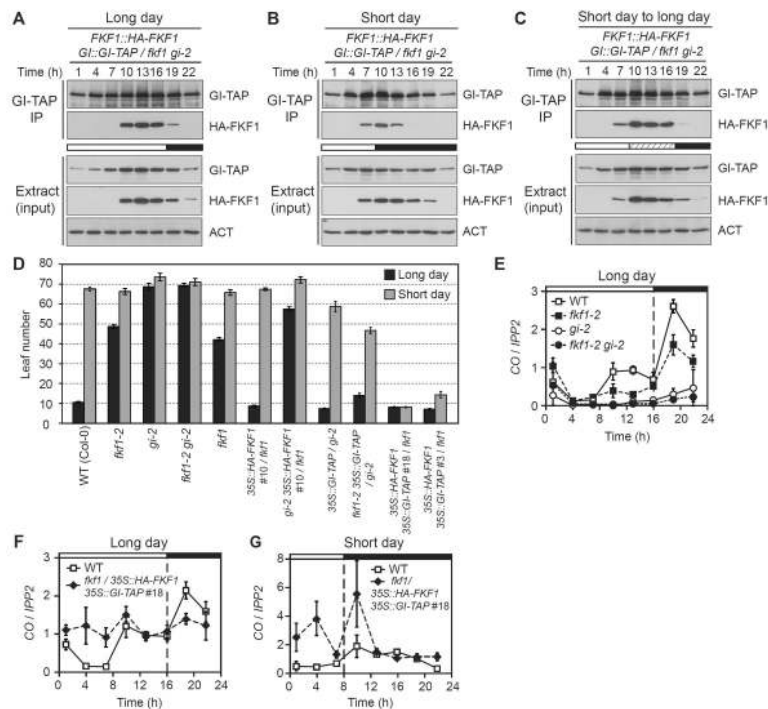 A
Long day
FKF1::HA-FKF1
GI::GI-TAP / fkf1 gi-2
Time (h) 1 4 7 10 13 16 19 22
GI-TAP IP
GI-TAP
HA-FKF1
Extract (input)
GI-TAP
HA-FKF1
ACT
B
Short day
FKF1::HA-FKF1
GI::GI-TAP / fkf1 gi-2
Time (h) 1 4 7 10 13 16 19 22
GI-TAP IP
GI-TAP
HA-FKF1
Extract (input)
GI-TAP
HA-FKF1
ACT
C
Short day to long day
FKF1::HA-FKF1
GI::GI-TAP / fkf1 gi-2
Time (h) 1 4 7 10 13 16 19 22
GI-TAP IP
GI-TAP
HA-FKF1
Extract (input)
GI-TAP
HA-FKF1
ACT
D
Leaf number
80
70
60
50
40
30
20
10
0
Long day
Short day
WT (Col-0)
fkf1-2
gi-2
fkf1-2 gi-2
fkf1
35S::HA-FKF1
#10 / fkf1
gi-2 35S::HA-FKF1
#10 / fkf1
35S::GI-TAP / gi-2
fkf1-2 35S::GI-TAP
/ gi-2
35S::HA-FKF1
35S::GI-TAP #18 / fkf1
35S::HA-FKF1
35S::GI-TAP #3 / fkf1
E
Long day
CO / IPP2
3
2
1
0
WT
fkf1-2
gi-2
fkf1-2 gi-2
0 4 8 12 16 20 24
Time (h)
F
Long day
CO / IPP2
3
2
1
0
WT
fkf1 / 35S::HA-FKF1
35S::GI-TAP #18
0 4 8 12 16 20 24
Time (h)
G
Short day
CO / IPP2
8
6
4
2
0
WT
fkf1/
35S::HA-FKF1
35S::GI-TAP #18
0 4 8 12 16 20 24
Time (h)